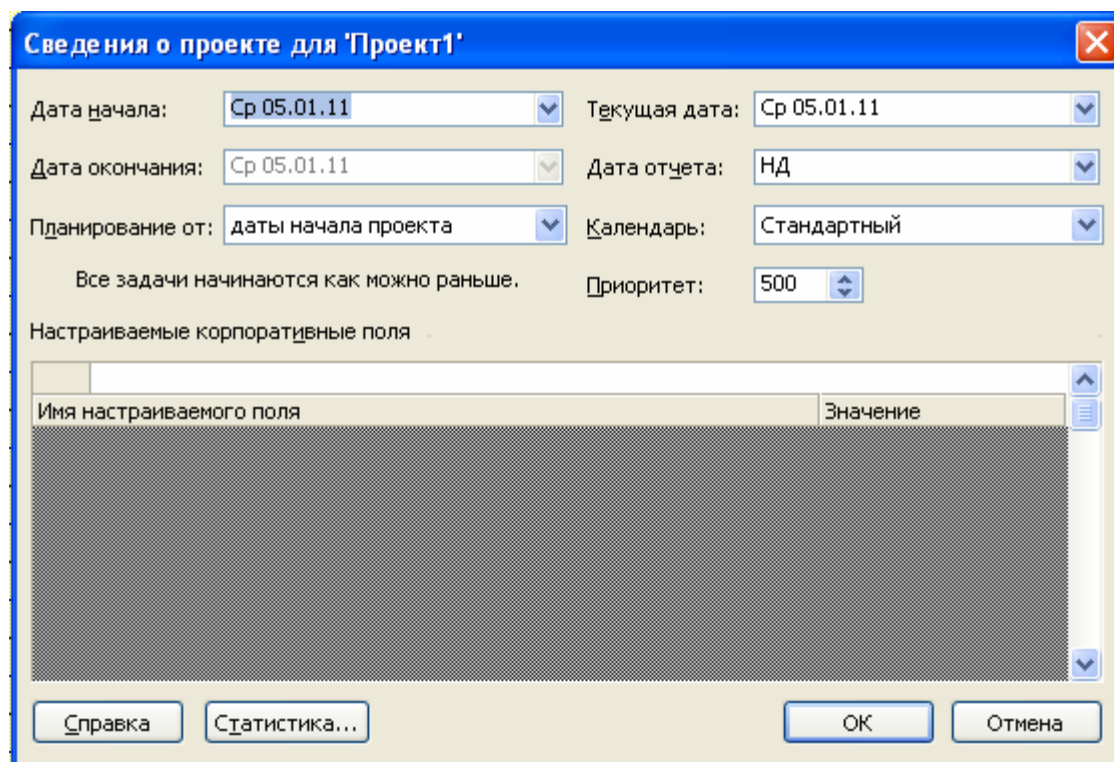 Сведения о проекте для 'Проект1'
Дата начала: Ср 05.01.11 Текущая дата: Ср 05.01.11
Дата окончания: Ср 05.01.11 Дата отчета: НД
Планирование от: даты начала проекта Календарь: Стандартный
Все задачи начинаются как можно раньше. Приоритет: 500
Настраиваемые корпоративные поля
Имя настраиваемого поля Значение
Справка Статистика... ОК Отмена